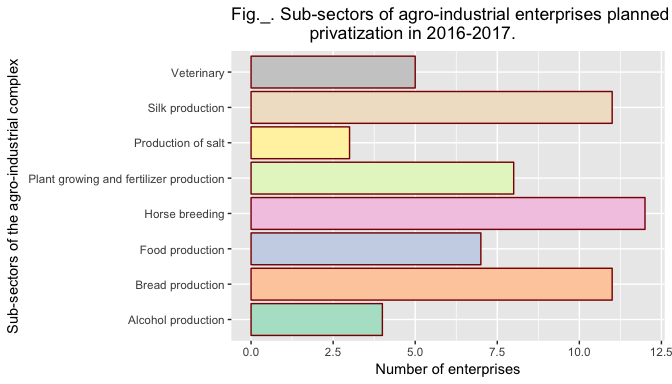 Fig._. Sub-sectors of agro-industrial enterprises planned
privatization in 2016-2017.
Sub-sectors of the agro-industrial complex
Veterinary
Silk production
Production of salt
Plant growing and fertilizer production
Horse breeding
Food production
Bread production
Alcohol production
0.0 2.5 5.0 7.5 10.0 12.5
Number of enterprises